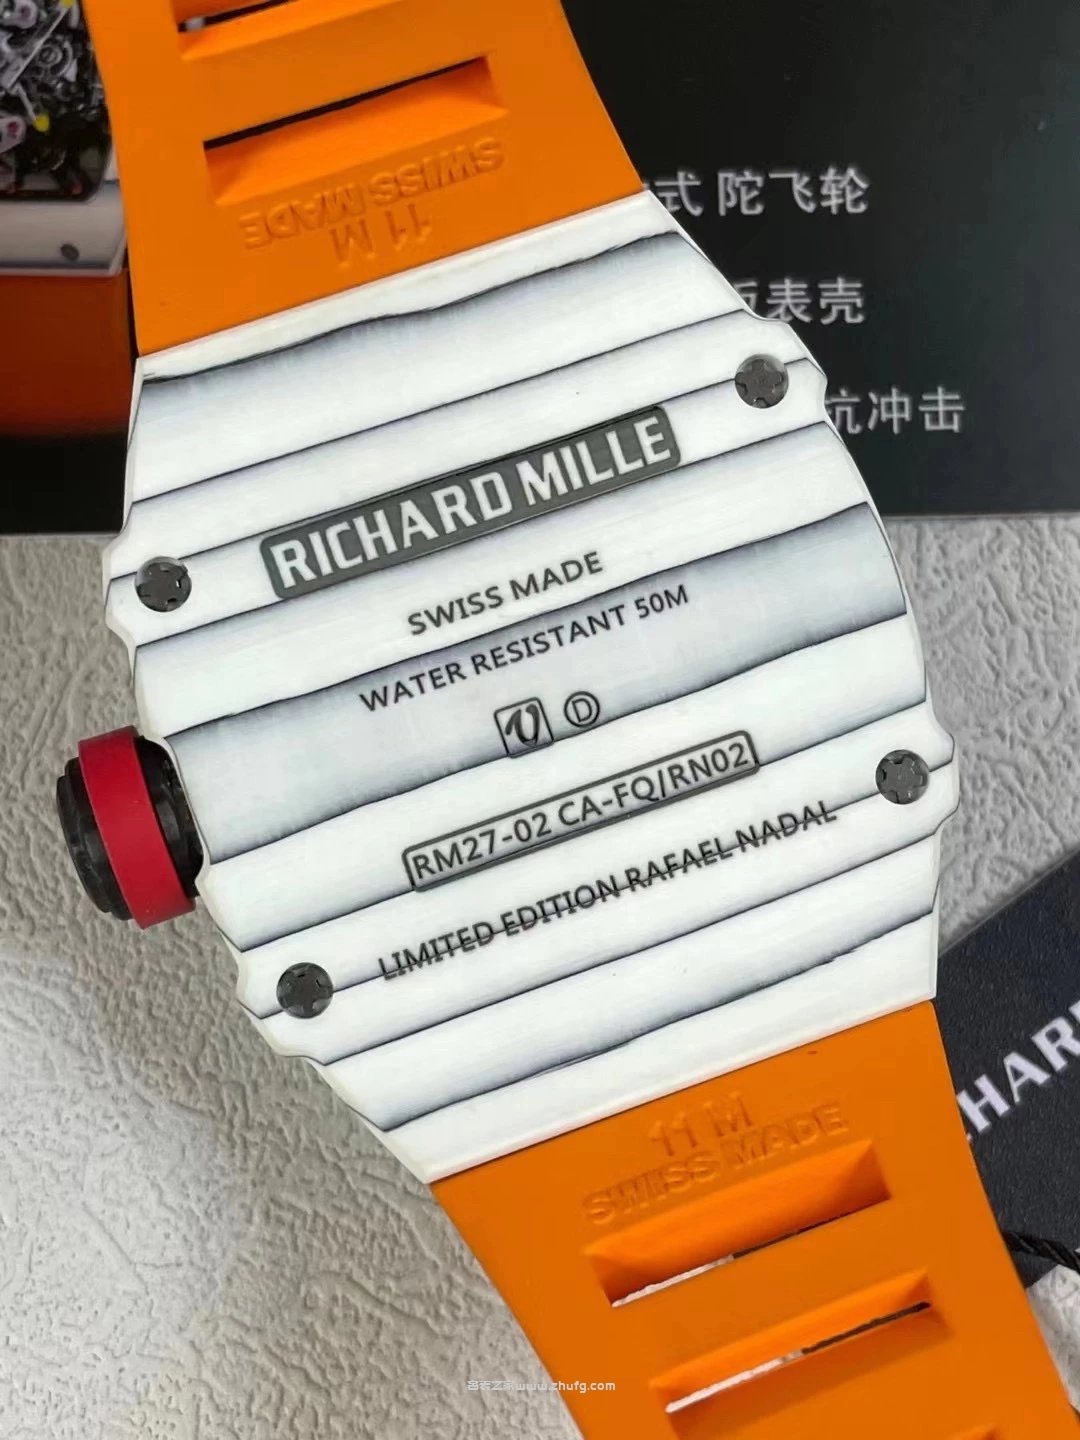 SWISS MADE
11 M
式 陀飞轮
表壳
抗冲击
RICHARD MILLE
SWISS MADE
WATER RESISTANT 50M
D
RM27-02 CA-FQ/RN02
LIMITED EDITION RAFAEL NADAL
HAR
11 M
SWISS MADE
www.zhufg.com